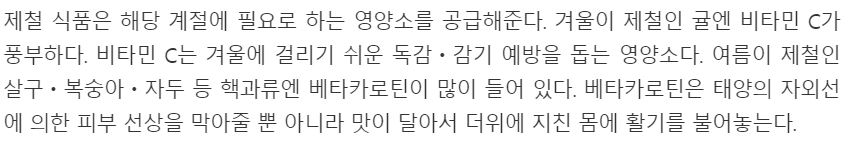 제철 식품은 해당 계절에 필요로 하는 영양소를 공급해준다. 겨울이 제철인 귤엔 비타민 C가
풍부하다. 비타민 C는 겨울에 걸리기 쉬운 독감·감기 예방을 돕는 영양소다. 여름이 제철인
살구·복숭아·자두 등 핵과류엔 베타카로틴이 많이 들어 있다. 베타카로틴은 태양의 자외선
에 의한 피부 선상을 막아줄 뿐 아니라 맛이 달아서 더위에 지친 몸에 활기를 불어놓는다.